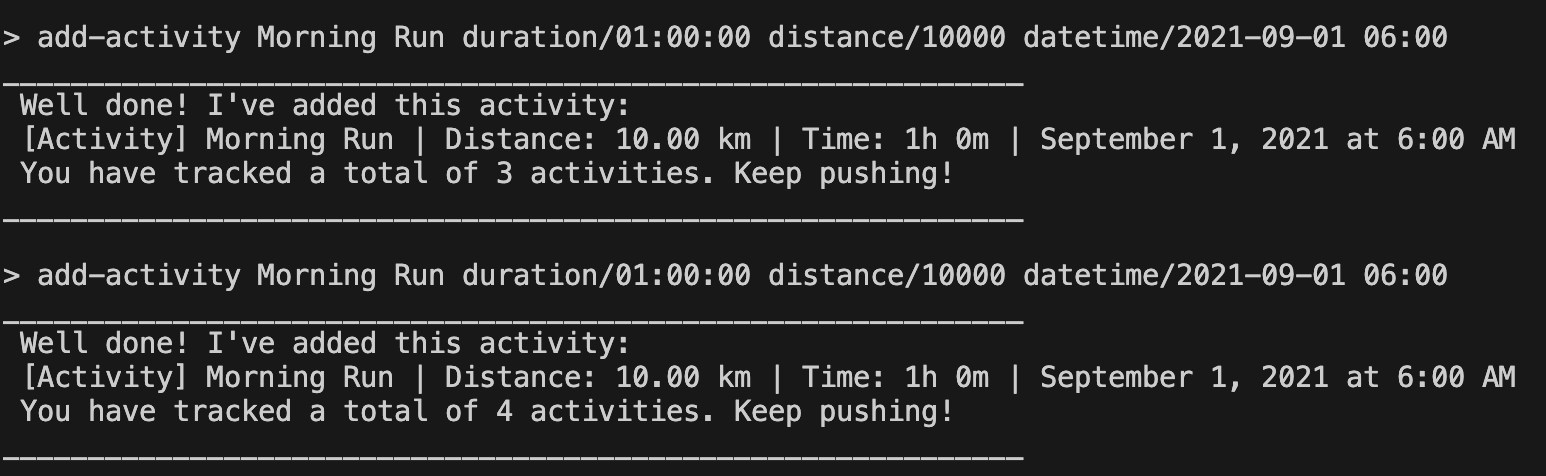 > add-activity Morning Run duration/01:00:00 distance/10000 datetime/2021-09-01 06:00
____________________________________________________________
Well done! I've added this activity:
[Activity] Morning Run | Distance: 10.00 km | Time: 1h 0m | September 1, 2021 at 6:00 AM
You have tracked a total of 3 activities. Keep pushing!
____________________________________________________________
> add-activity Morning Run duration/01:00:00 distance/10000 datetime/2021-09-01 06:00
____________________________________________________________
Well done! I've added this activity:
[Activity] Morning Run | Distance: 10.00 km | Time: 1h 0m | September 1, 2021 at 6:00 AM
You have tracked a total of 4 activities. Keep pushing!
____________________________________________________________